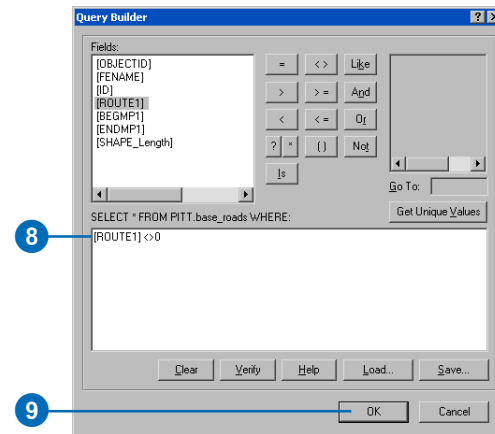 Query Builder
? X
Fields:
[OBJECTID]
[FENAME]
[ID]
[ROUTE1]
[BEGMP1]
[ENDMP1]
[SHAPE_Length]
= <> Like
> >= And
< <= Or
? * () Not
Is
Go To:
SELECT * FROM PITT.base_roads WHERE:
Get Unique Values
8
[ROUTE1] <>0
Clear Verify Help Load... Save...
9
OK Cancel